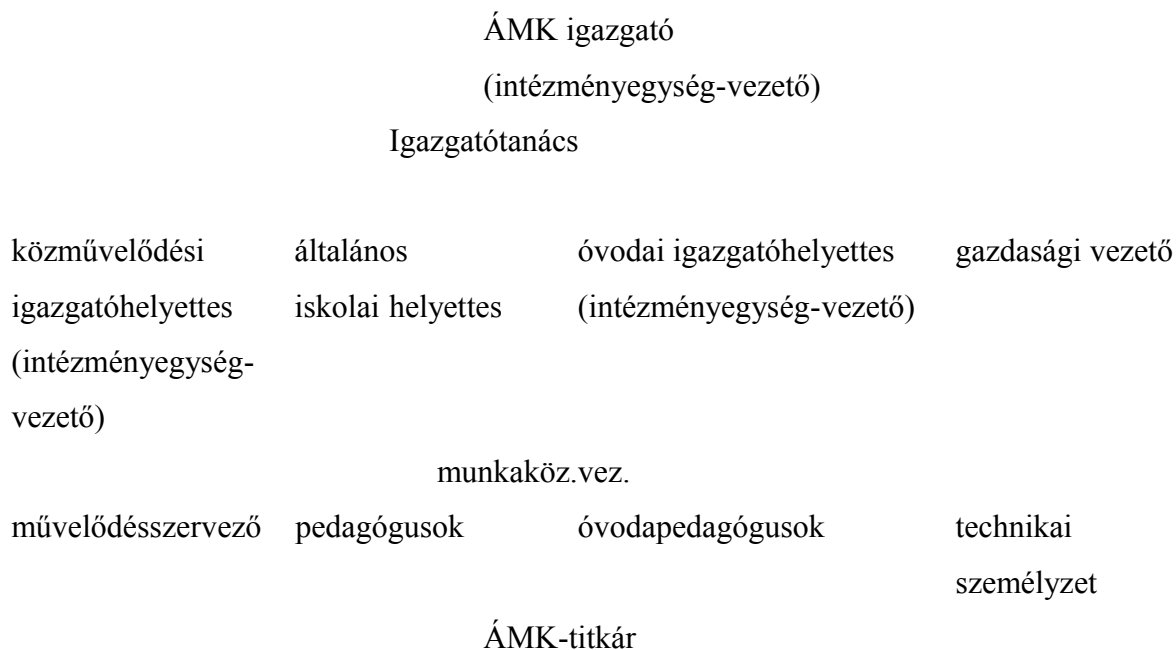 ÁMK igazgató
(intézményegység-vezető)
Igazgatótanács
közművelődési általános óvodai igazgatóhelyettes gazdasági vezető
igazgatóhelyettes iskolai helyettes (intézményegység-vezető)
(intézményegység-
vezető)
munkaköz.vez.
művelődésszervező pedagógusok óvodapedagógusok technikai
személyzet
ÁMK-titkár